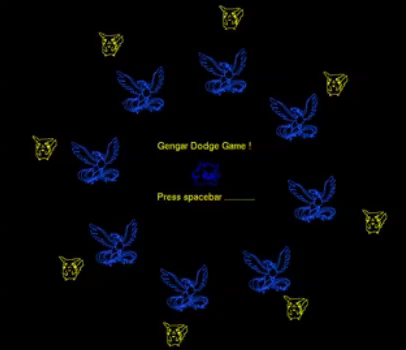 Gengar Dodge Game !
Press spacebar ..........